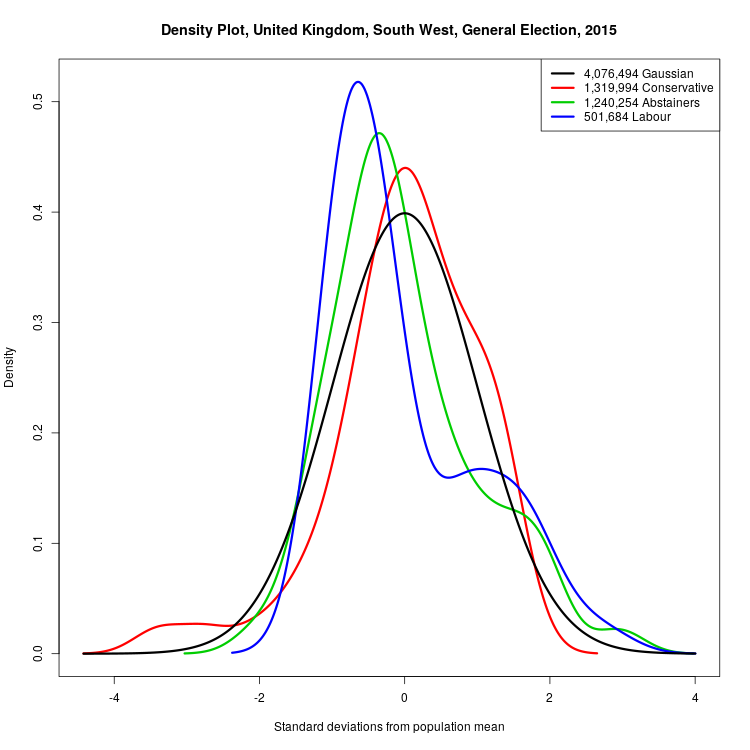 Density Plot, United Kingdom, South West, General Election, 2015
4,076,494 Gaussian
1,319,994 Conservative
1,240,254 Abstainers
501,684 Labour
Density
0.5
0.4
0.3
0.2
0.1
0.0
-4 -2 0 2 4
Standard deviations from population mean